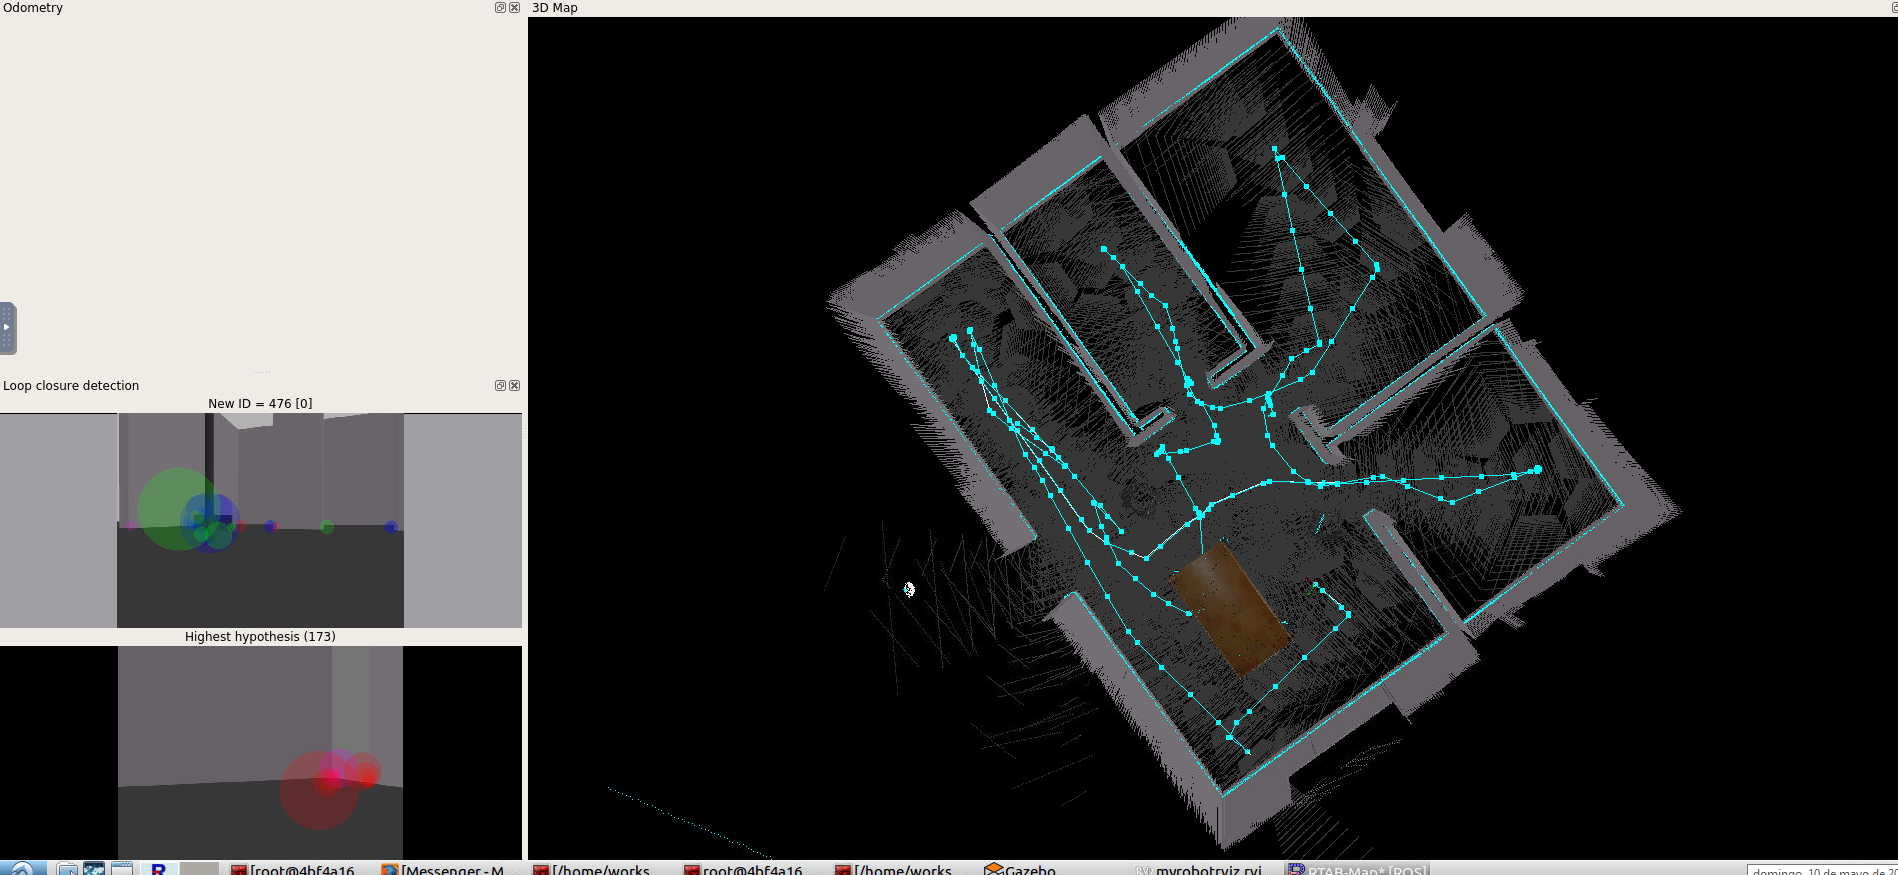 Odometry
3D Map
Loop closure detection
New ID = 476 [0]
Highest hypothesis (173)
[root@4bf4a16 [Messenger - M [/home/works root@4bf4a16 [/home/works Gazebo myrobotrviz.rvi RTAB-Map* [ROS]
domingo, 10 de mayo de 20